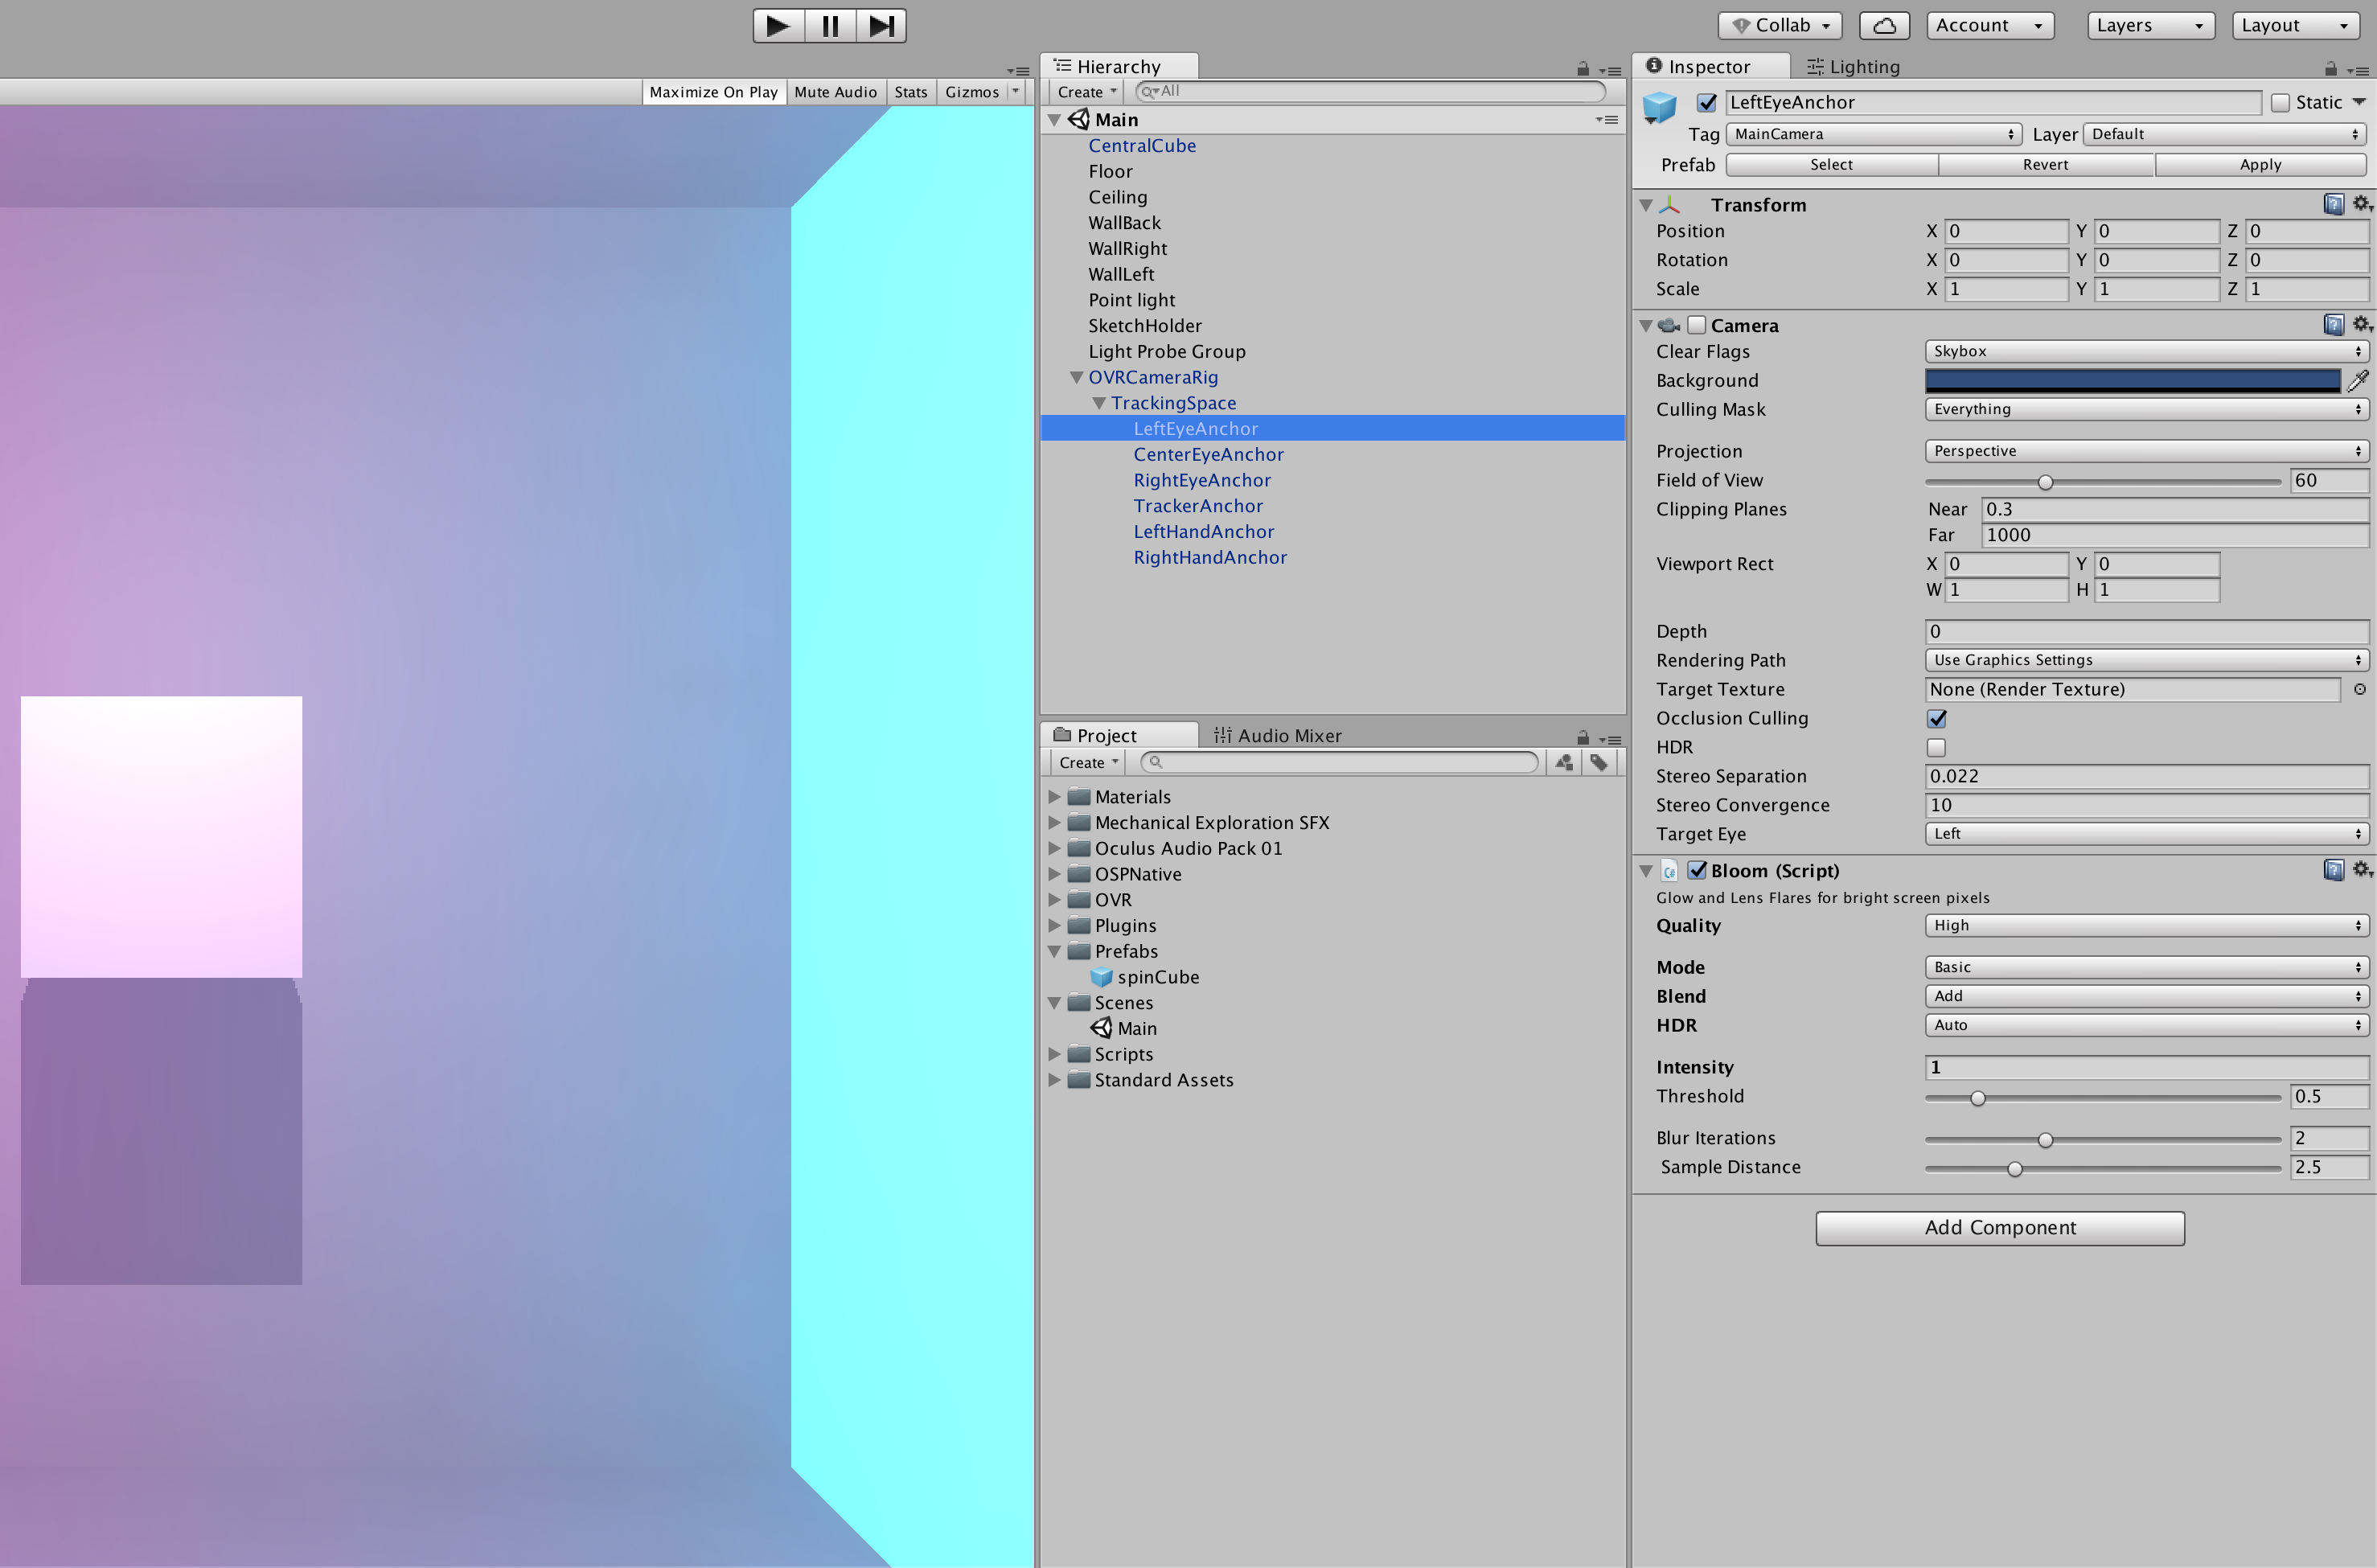 Collab
Account
Layers
Layout
Maximize On Play
Mute Audio
Stats
Gizmos
Hierarchy
Create
All
Main
CentralCube
Floor
Ceiling
WallBack
WallRight
WallLeft
Point light
SketchHolder
Light Probe Group
OVRCameraRig
TrackingSpace
LeftEyeAnchor
CenterEyeAnchor
RightEyeAnchor
TrackerAnchor
LeftHandAnchor
RightHandAnchor
Project
Audio Mixer
Create
Materials
Mechanical Exploration SFX
Oculus Audio Pack 01
OSPNative
OVR
Plugins
Prefabs
spinCube
Scenes
Main
Scripts
Standard Assets
Inspector
Lighting
LeftEyeAnchor
Static
Tag MainCamera Layer Default
Prefab Select Revert Apply
Transform
Position X 0 Y 0 Z 0
Rotation X 0 Y 0 Z 0
Scale X 1 Y 1 Z 1
Camera
Clear Flags Skybox
Background
Culling Mask Everything
Projection Perspective
Field of View 60
Clipping Planes Near 0.3
Far 1000
Viewport Rect X 0 Y 0
W 1 H 1
Depth 0
Rendering Path Use Graphics Settings
Target Texture None (Render Texture)
Occlusion Culling
HDR
Stereo Separation 0.022
Stereo Convergence 10
Target Eye Left
C# Bloom (Script)
Glow and Lens Flares for bright screen pixels
Quality High
Mode Basic
Blend Add
HDR Auto
Intensity 1
Threshold 0.5
Blur Iterations 2
Sample Distance 2.5
Add Component